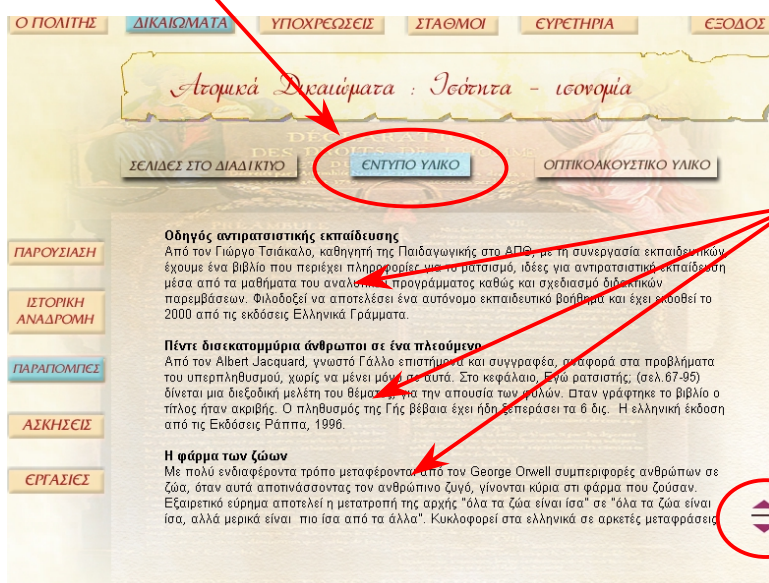 Ο ΠΟΛΙΤΗΣ ΔΙΚΑΙΩΜΑΤΑ ΥΠΟΧΡΕΩΣΕΙΣ ΣΤΑΘΜΟΙ ΕΥΡΕΤΗΡΙΑ ΕΞΟΔΟΣ
Ατομικά Δικαιώματα : Ισότητα - ισονομία
ΣΕΛΙΔΕΣ ΣΤΟ ΔΙΑΔΙΚΤΥΟ ΕΝΤΥΠΟ ΥΛΙΚΟ ΟΠΤΙΚΟΑΚΟΥΣΤΙΚΟ ΥΛΙΚΟ
ΠΑΡΟΥΣΙΑΣΗ
ΙΣΤΟΡΙΚΗ
ΑΝΑΔΡΟΜΗ
ΠΑΡΑΠΟΜΠΕΣ
ΑΣΚΗΣΕΙΣ
ΕΡΓΑΣΙΕΣ
Οδηγός αντιρατσιστικής εκπαίδευσης
Από τον Γιώργο Τσιάκαλο, καθηγητή της Παιδαγωγικής στο ΑΠΘ, με τη συνεργασία εκπαιδευτικών
έχουμε ένα βιβλίο που περιέχει πληροφορίες για το ρατσισμό, ιδέες για αντιρατσιστική εκπαίδευση
μέσα από τα μαθήματα του αναλυτικού προγράμματος καθώς και σχεδιασμό διδακτικών
παρεμβάσεων. Φιλοδοξεί να αποτελέσει ένα αυτόνομο εκπαιδευτικό βοήθημα και έχει εκδοθεί το
2000 από τις εκδόσεις Ελληνικά Γράμματα.
Πέντε δισεκατομμύρια άνθρωποι σε ένα πλεούμενο
Από τον Albert Jacquard, γνωστό Γάλλο επιστήμονα και συγγραφέα, αναφορά στα προβλήματα
του υπερπληθυσμού, χωρίς να μένει μόνο σε αυτά. Στο κεφάλαιο, Εγώ ρατσιστής; (σελ.67-95)
δίνεται μια διεξοδική μελέτη του θέματος, για την απουσία των φυλών. Όταν γράφτηκε το βιβλίο ο
τίτλος ήταν ακριβής. Ο πληθυσμός της Γής βέβαια έχει ήδη ξεπεράσει τα 6 δις. Η ελληνική έκδοση
από τις Εκδόσεις Ράππα, 1996.
Η φάρμα των ζώων
Με πολύ ενδιαφέροντα τρόπο μεταφέρονται από τον George Orwell συμπεριφορές ανθρώπων σε
ζώα, όταν αυτά αποτινάσσοντας τον ανθρώπινο ζυγό, γίνονται κύρια στι φάρμα που ζούσαν.
Εξαιρετικό εύρημα αποτελεί η μετατροπή της αρχής "όλα τα ζώα είναι ίσα" σε "όλα τα ζώα είναι
ίσα, αλλά μερικά είναι πιο ίσα από τα άλλα". Κυκλοφορεί στα ελληνικά σε αρκετές μεταφράσεις